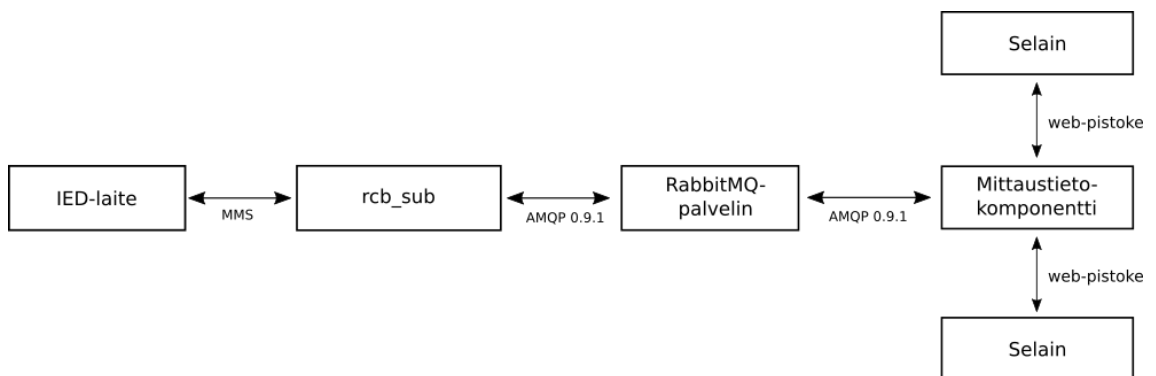 Selain
web-pistoke
IED-laite
MMS
rcb_sub
AMQP 0.9.1
RabbitMQ-
palvelin
AMQP 0.9.1
Mittaustieto-
komponentti
web-pistoke
Selain